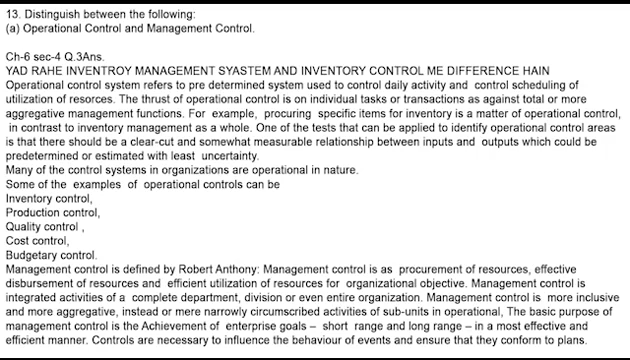 13. Distinguish between the following:
(a) Operational Control and Management Control.
Ch-6 sec-4 Q.3Ans.
YAD RAHE INVENTROY MANAGEMENT SYASTEM AND INVENTORY CONTROL ME DIFFERENCE HAIN
Operational control system refers to pre determined system used to control daily activity and control scheduling of
utilization of resorces. The thrust of operational control is on individual tasks or transactions as against total or more
aggregative management functions. For example, procuring specific items for inventory is a matter of operational control,
in contrast to inventory management as a whole. One of the tests that can be applied to identify operational control areas
is that there should be a clear-cut and somewhat measurable relationship between inputs and outputs which could be
predetermined or estimated with least uncertainty.
Many of the control systems in organizations are operational in nature.
Some of the examples of operational controls can be
Inventory control,
Production control,
Quality control ,
Cost control,
Budgetary control.
Management control is defined by Robert Anthony: Management control is as procurement of resources, effective
disbursement of resources and efficient utilization of resources for organizational objective. Management control is
integrated activities of a complete department, division or even entire organization. Management control is more inclusive
and more aggregative, instead or mere narrowly circumscribed activities of sub-units in operational, The basic purpose of
management control is the Achievement of enterprise goals – short range and long range – in a most effective and
efficient manner. Controls are necessary to influence the behaviour of events and ensure that they conform to plans.